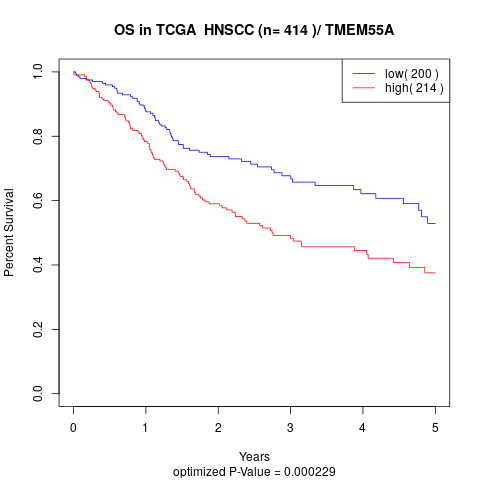 OS in TCGA  HNSCC (n= 414 )/ TMEM55A
low( 200 )
high( 214 )
Percent Survival
1.0
0.8
0.6
0.4
0.2
0.0
0 1 2 3 4 5
Years
optimized P-Value = 0.000229